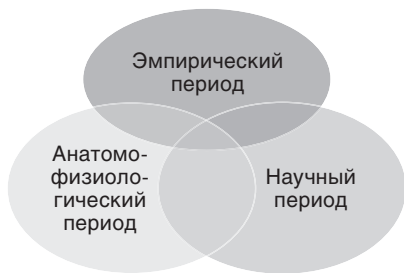 Эмпирический
период
Анатомо-
физиоло-
гический
период
Научный
период